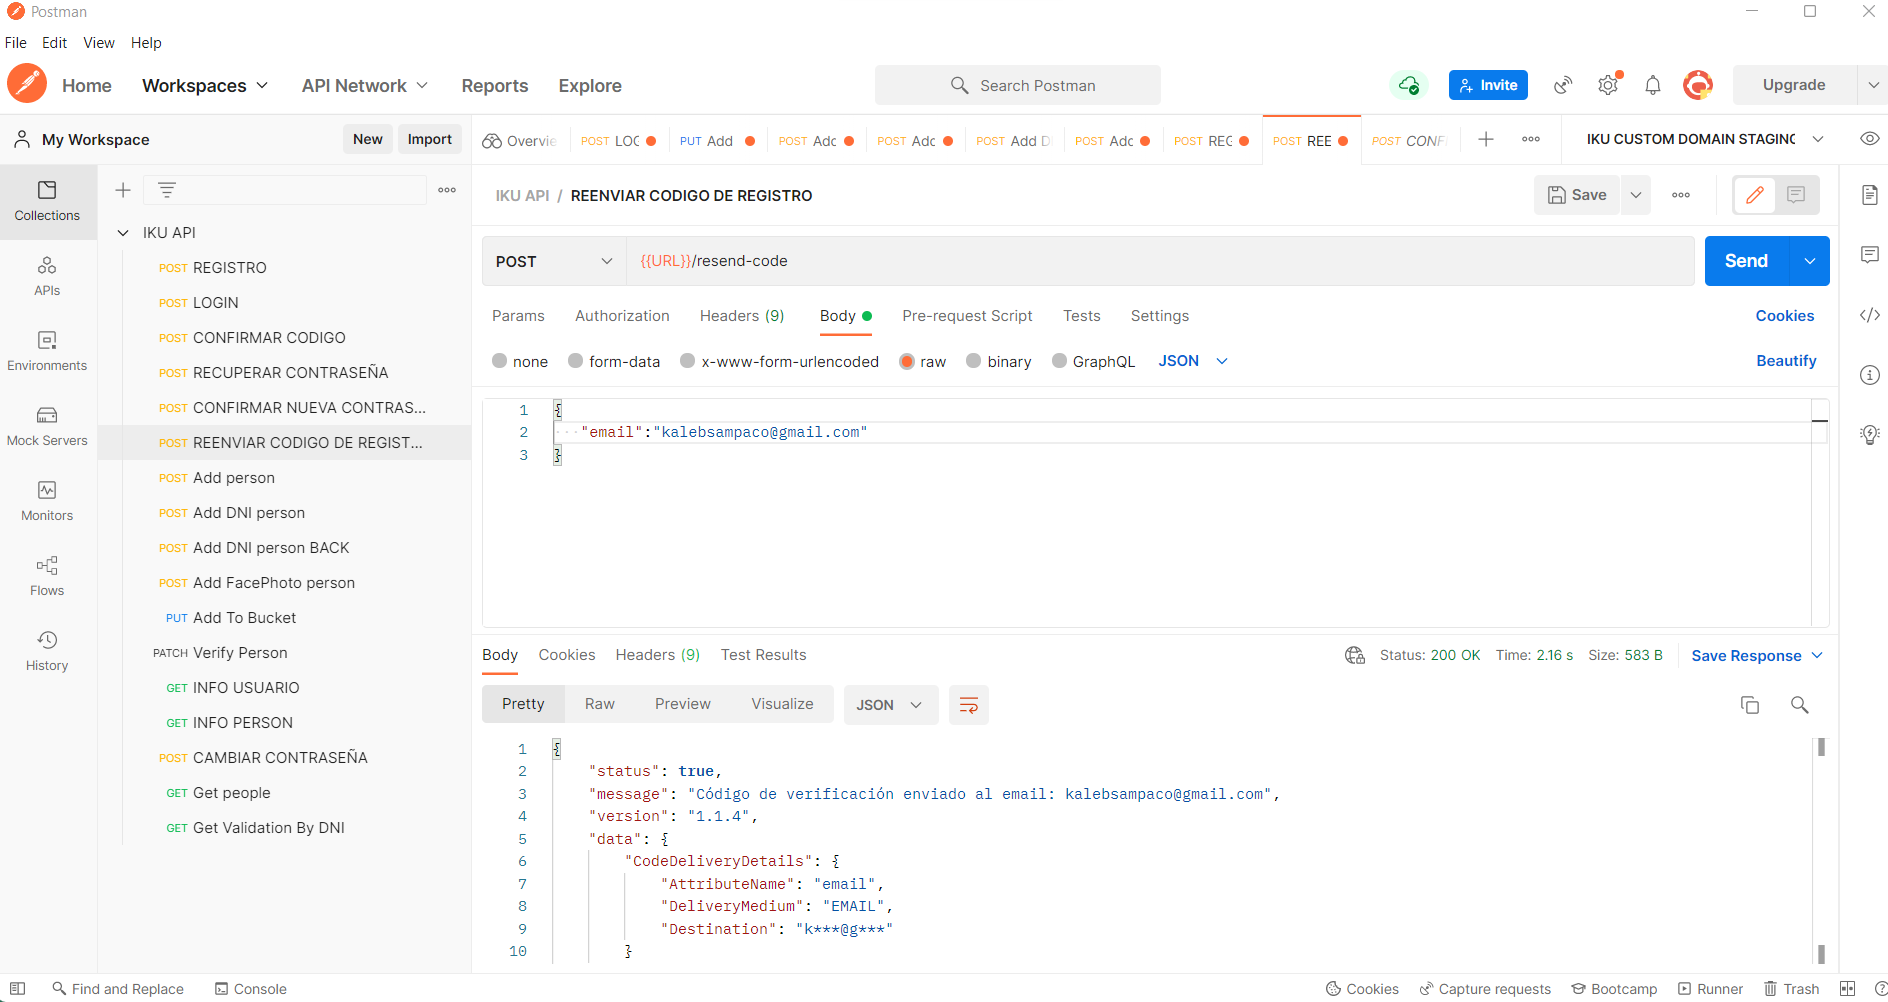 Postman
File Edit View Help
Home Workspaces API Network Reports Explore Search Postman Invite Upgrade
My Workspace New Import
Overvie POST LOG PUT Add POST Adc POST Adc POST Add D POST Adc POST REG POST REE POST CONF IKU CUSTOM DOMAIN STAGING
Collections
APIs
Environments
Mock Servers
Monitors
Flows
History
IKU API
POST REGISTRO
POST LOGIN
POST CONFIRMAR CODIGO
POST RECUPERAR CONTRASEÑA
POST CONFIRMAR NUEVA CONTRAS...
POST REENVIAR CODIGO DE REGIST...
POST Add person
POST Add DNI person
POST Add DNI person BACK
POST Add FacePhoto person
PUT Add To Bucket
PATCH Verify Person
GET INFO USUARIO
GET INFO PERSON
POST CAMBIAR CONTRASEÑA
GET Get people
GET Get Validation By DNI
IKU API / REENVIAR CODIGO DE REGISTRO Save
POST {{URL}}/resend-code Send
Params Authorization Headers (9) Body Pre-request Script Tests Settings Cookies
none form-data x-www-form-urlencoded raw binary GraphQL JSON Beautify
1 {
2 "email":"kalebsampaco@gmail.com"
3 }
Body Cookies Headers (9) Test Results Status: 200 OK Time: 2.16 s Size: 583 B Save Response
Pretty Raw Preview Visualize JSON
1 {
2 "status": true,
3 "message": "Código de verificación enviado al email: kalebsampaco@gmail.com",
4 "version": "1.1.4",
5 "data": {
6 "CodeDeliveryDetails": {
7 "AttributeName": "email",
8 "DeliveryMedium": "EMAIL",
9 "Destination": "k***@g***"
10 }
Find and Replace Console Cookies Capture requests Bootcamp Runner Trash